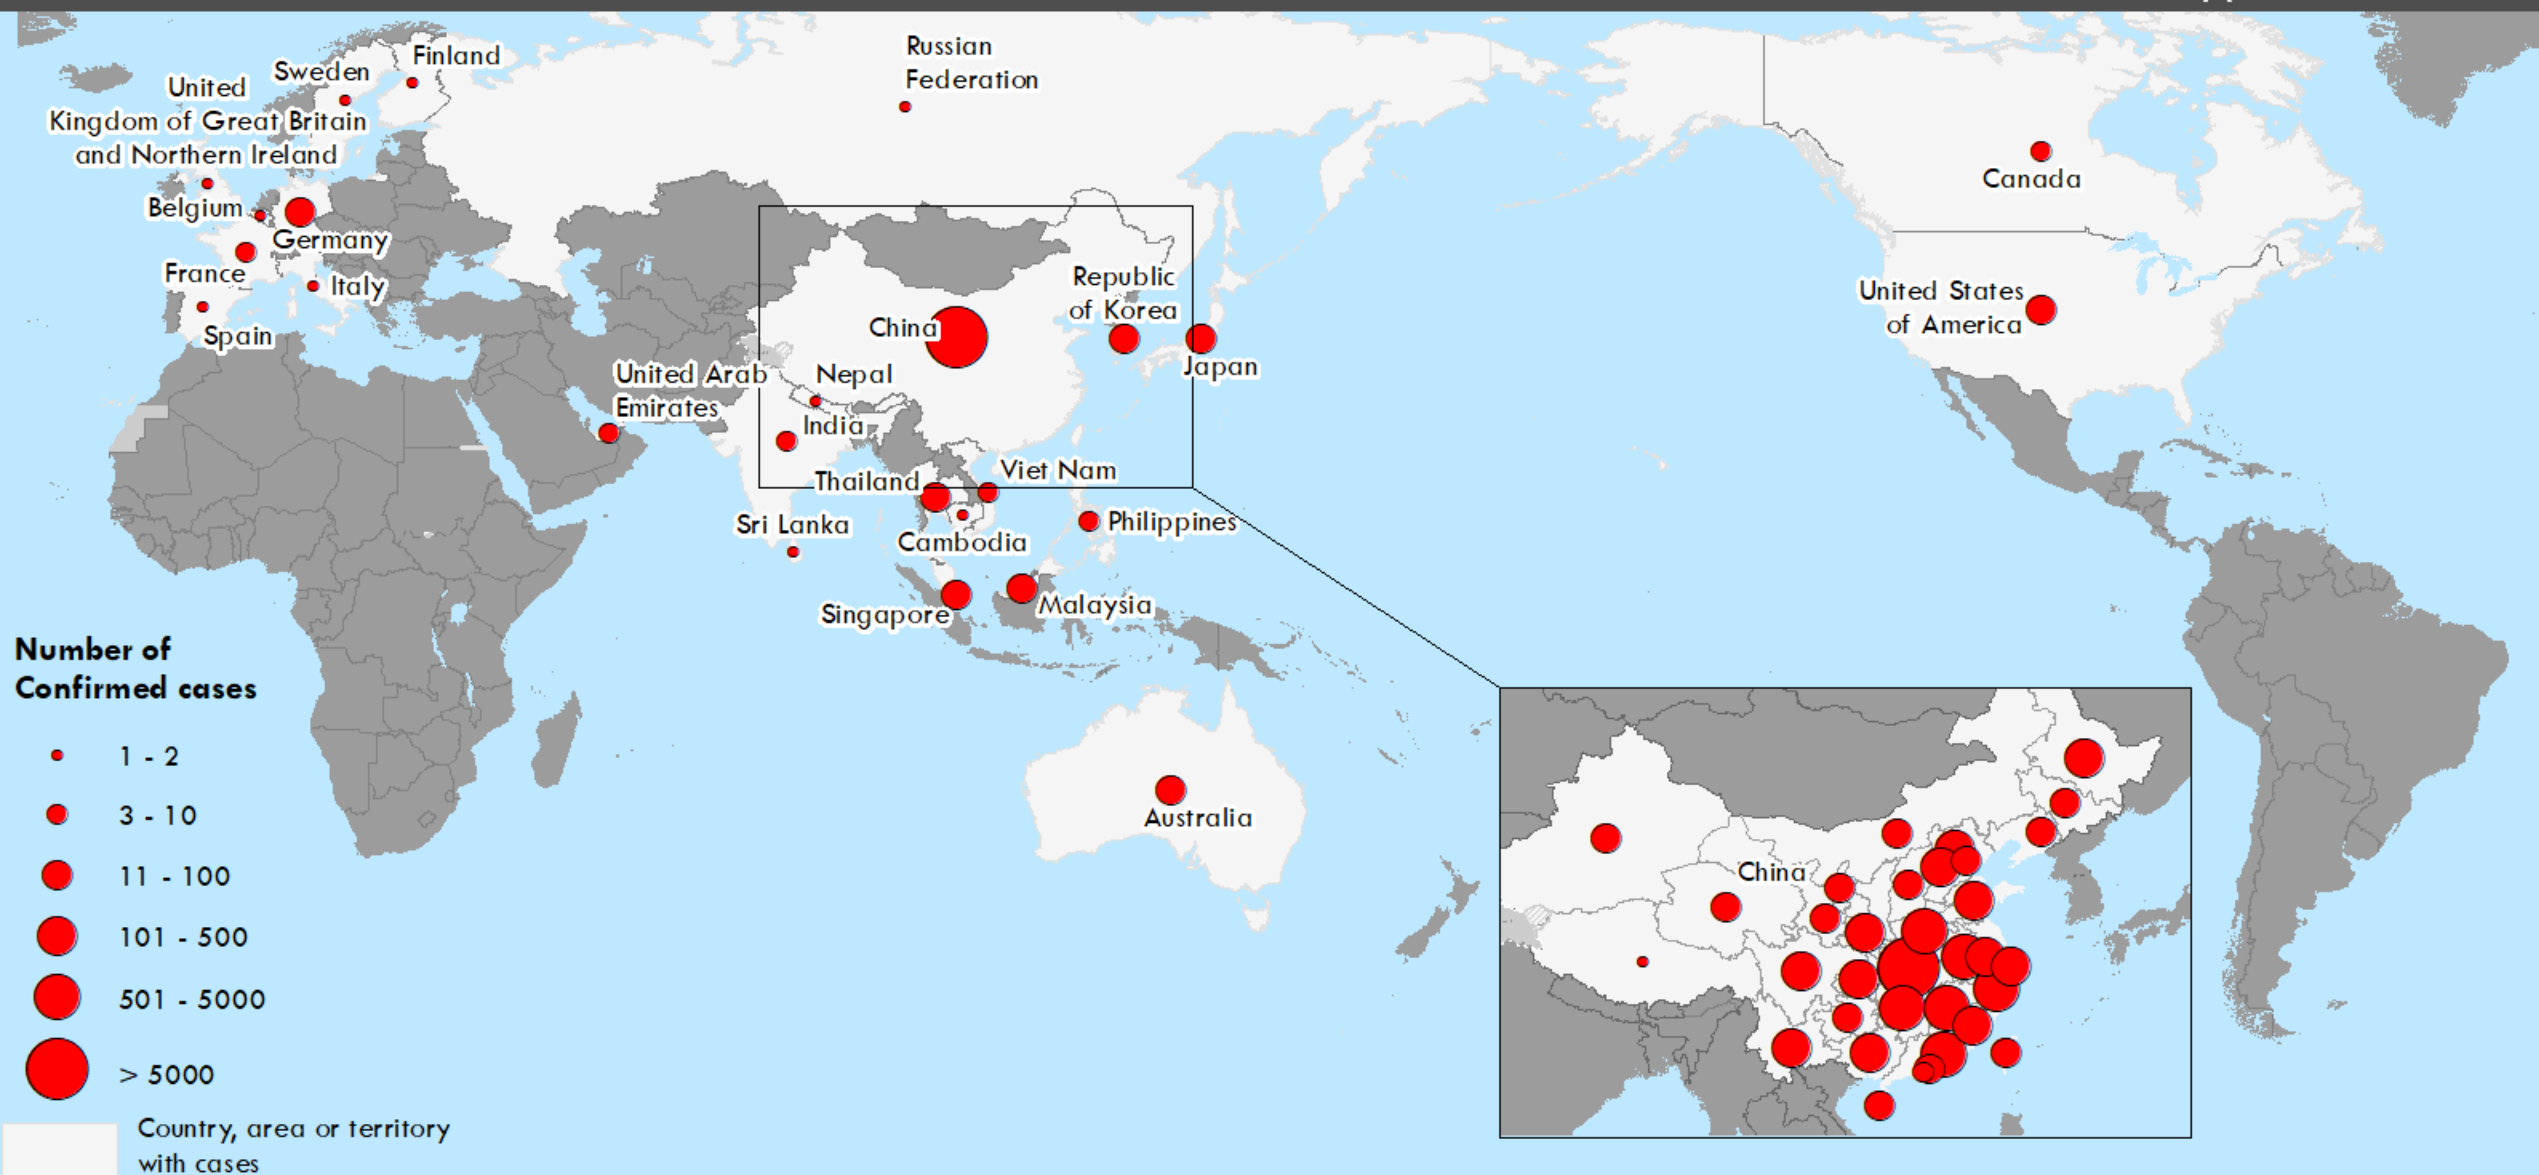 Finland
Sweden
United
Kingdom of Great Britain
and Northern Ireland
Belgium
Germany
France
Italy
Spain
Russian
Federation
China
Republic
of Korea
Japan
United Arab
Emirates
Nepal
India
Thailand
Viet Nam
Sri Lanka
Cambodia
Philippines
Singapore
Malaysia
Australia
Canada
United States
of America
China
Number of
Confirmed cases
1 - 2
3 - 10
11 - 100
101 - 500
501 - 5000
> 5000
Country, area or territory
with cases